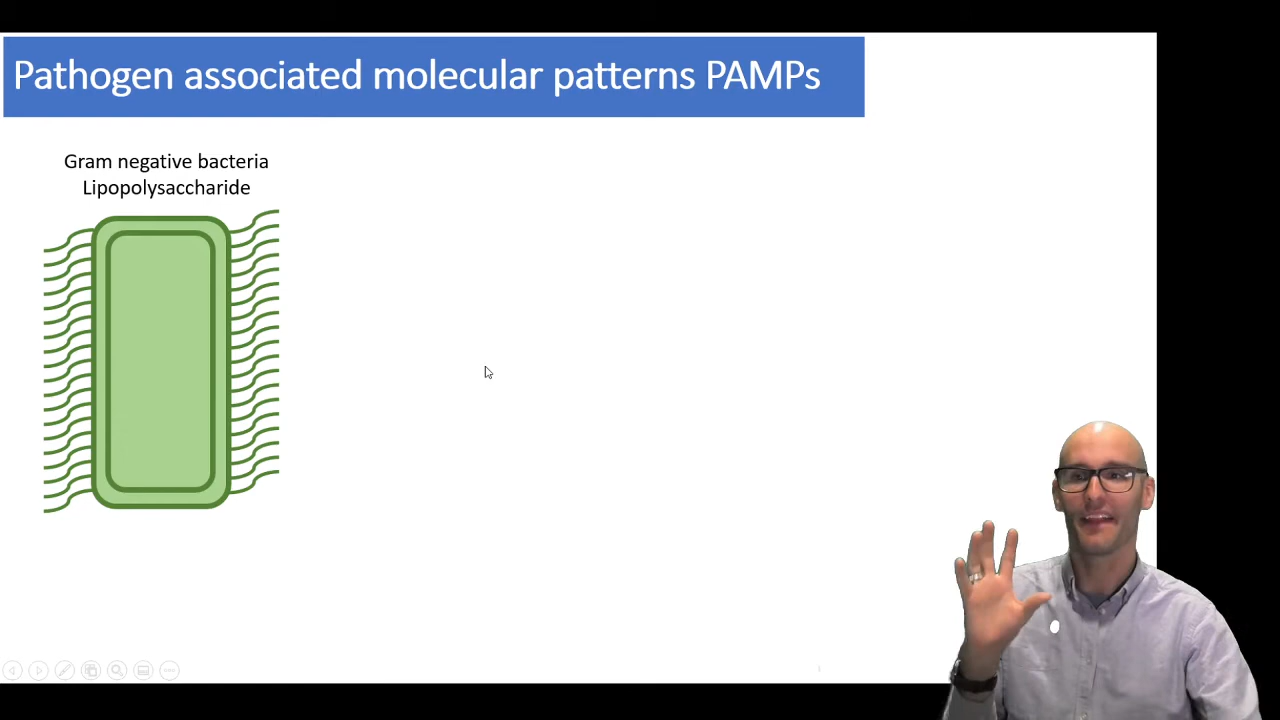 Pathogen associated molecular patterns PAMPs
Gram negative bacteria
Lipopolysaccharide